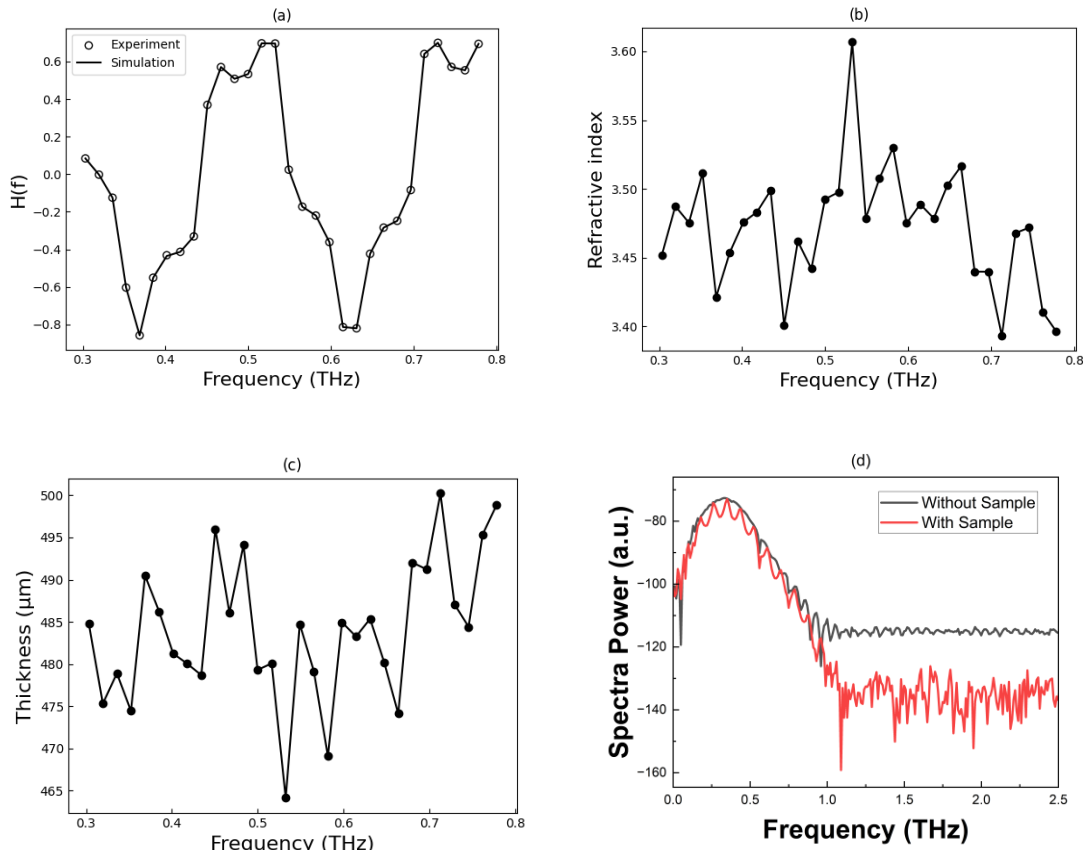 (a)
H(f)
0.6
0.4
0.2
0.0
−0.2
−0.4
−0.6
−0.8
Experiment
Simulation
0.3 0.4 0.5 0.6 0.7 0.8
Frequency (THz)
(b)
Refractive index
3.60
3.55
3.50
3.45
3.40
0.3 0.4 0.5 0.6 0.7 0.8
Frequency (THz)
(c)
Thickness (μm)
500
495
490
485
480
475
470
465
0.3 0.4 0.5 0.6 0.7 0.8
Frequency (THz)
(d)
Spectra Power (a.u.)
−80
−100
−120
−140
−160
Without Sample
With Sample
0.0 0.5 1.0 1.5 2.0 2.5
Frequency (THz)